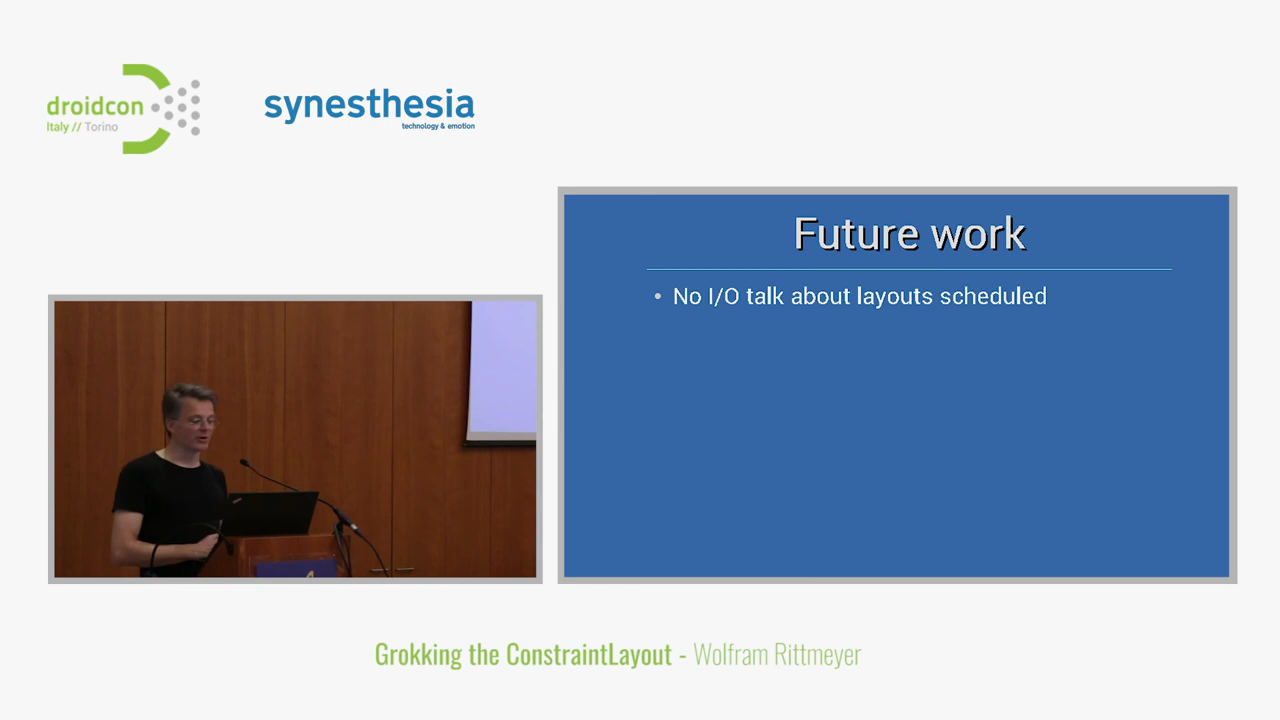 droidcon
Italy // Torino
synesthesia
technology & emotion
Future work
• No I/O talk about layouts scheduled
Grokking the ConstraintLayout - Wolfram Rittmeyer